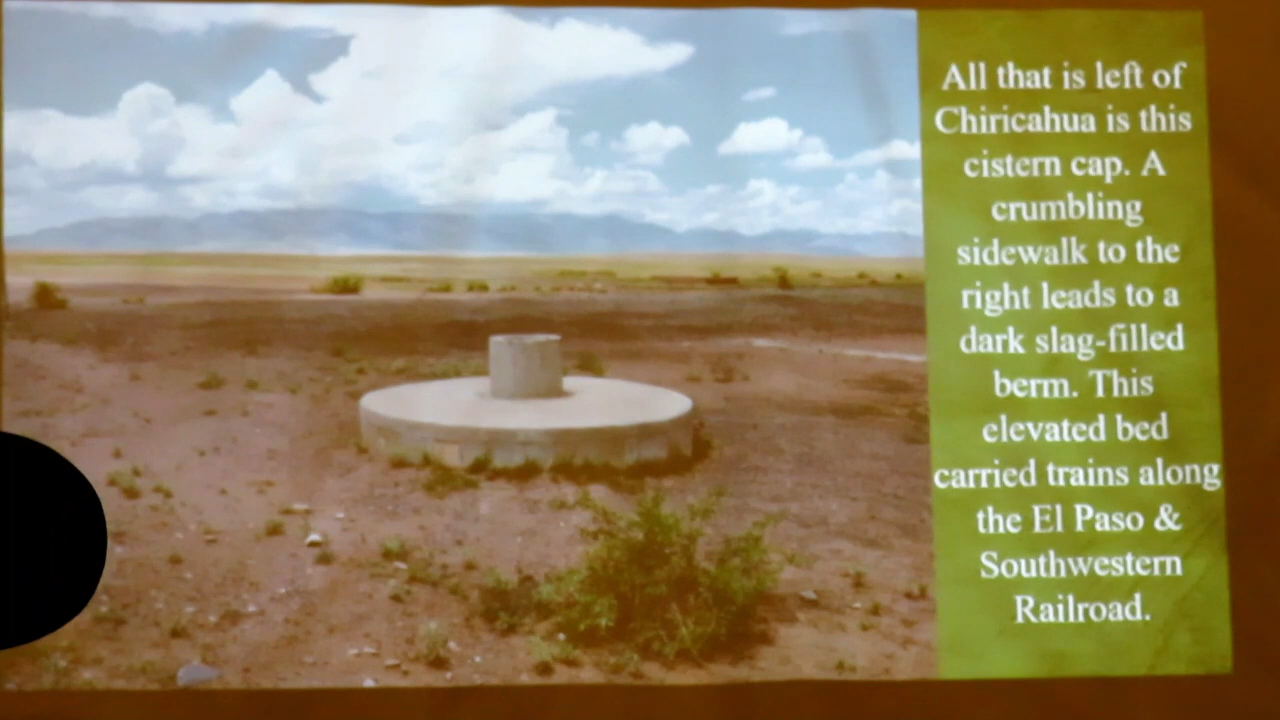 All that is left of
Chiricahua is this
cistern cap. A
crumbling
sidewalk to the
right leads to a
dark slag-filled
berm. This
elevated bed
carried trains along
the El Paso &
Southwestern
Railroad.